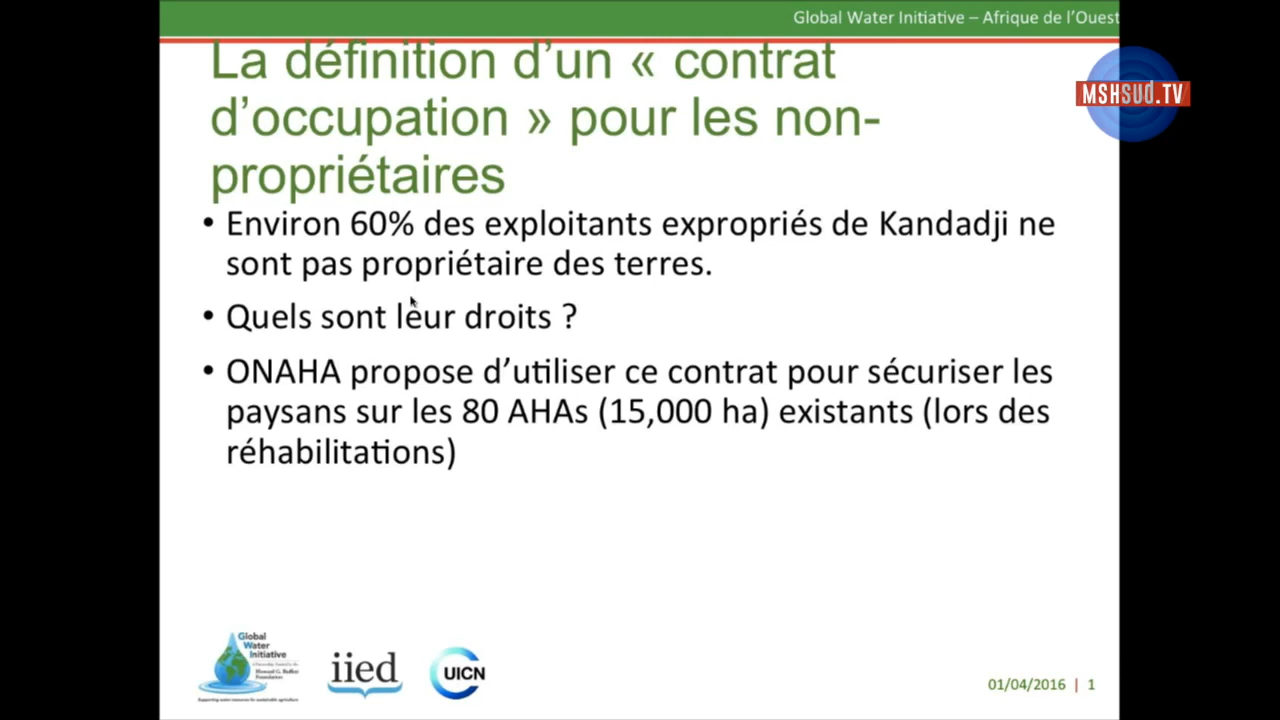 Global Water Initiative – Afrique de l'Ouest
MSHSUD.TV
La définition d'un « contrat
d'occupation » pour les non-
propriétaires
• Environ 60% des exploitants expropriés de Kandadji ne
sont pas propriétaire des terres.
• Quels sont leur droits ?
• ONAHA propose d'utiliser ce contrat pour sécuriser les
paysans sur les 80 AHAs (15,000 ha) existants (lors des
réhabilitations)
Global
Water
Initiative
Howard G. Buffett
Foundation
iied
UICN
01/04/2016 | 1